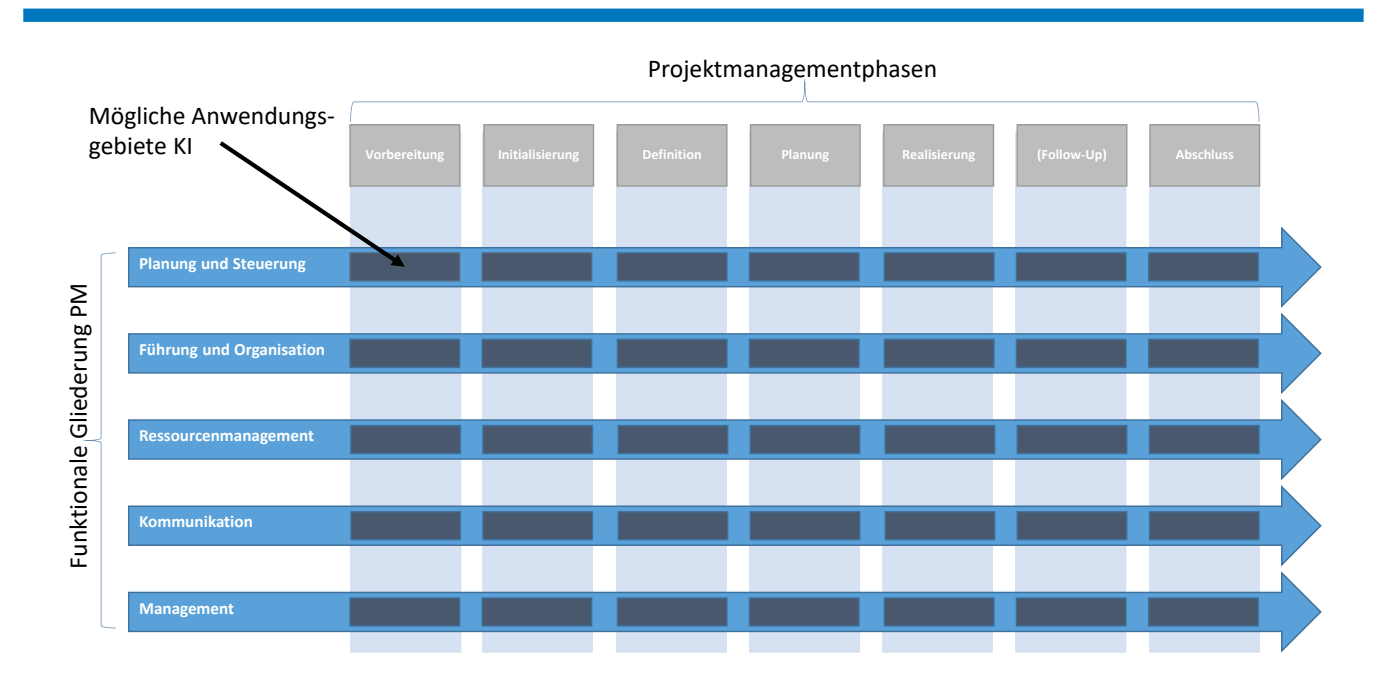 Projektmanagementphasen
Mögliche Anwendungs-
gebiete KI
Vorbereitung
Initialisierung
Definition
Planung
Realisierung
(Follow-Up)
Abschluss
Funktionale Gliederung PM
Planung und Steuerung
Führung und Organisation
Ressourcenmanagement
Kommunikation
Management